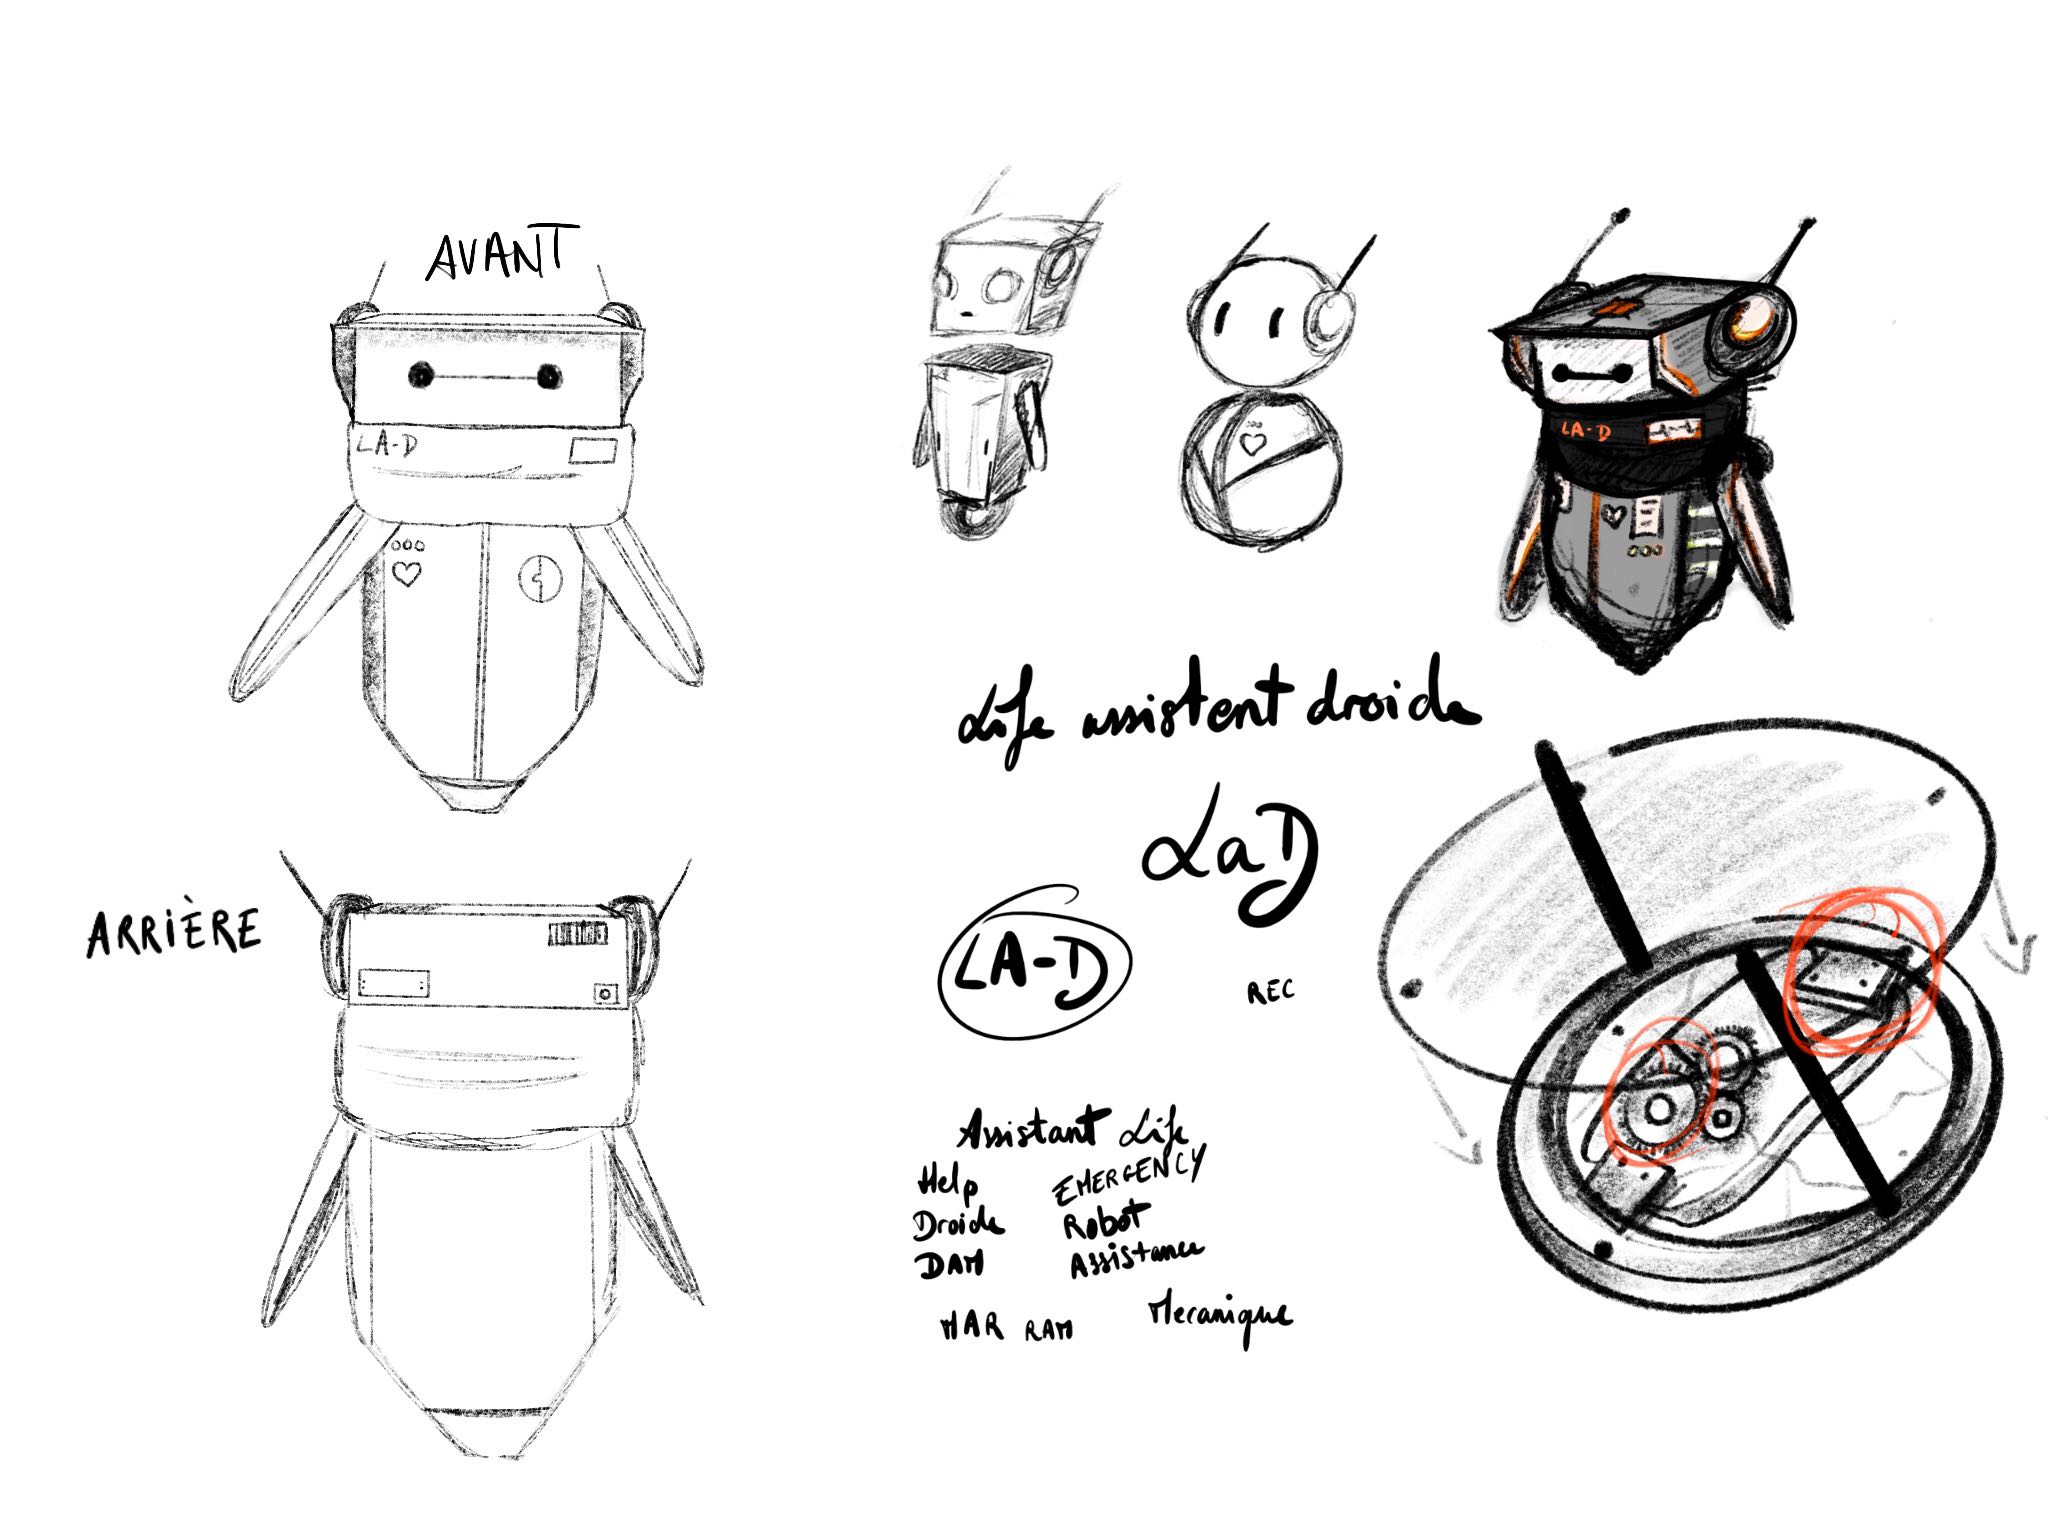 AVANT
LA-D
LA-D
ARRIÈRE
Life assistent droide
LaD
LA-D
REC
Assistant Life
Help EMERGENCY
Droide Robot
DAM Assistance
MAR RAM Mecanique